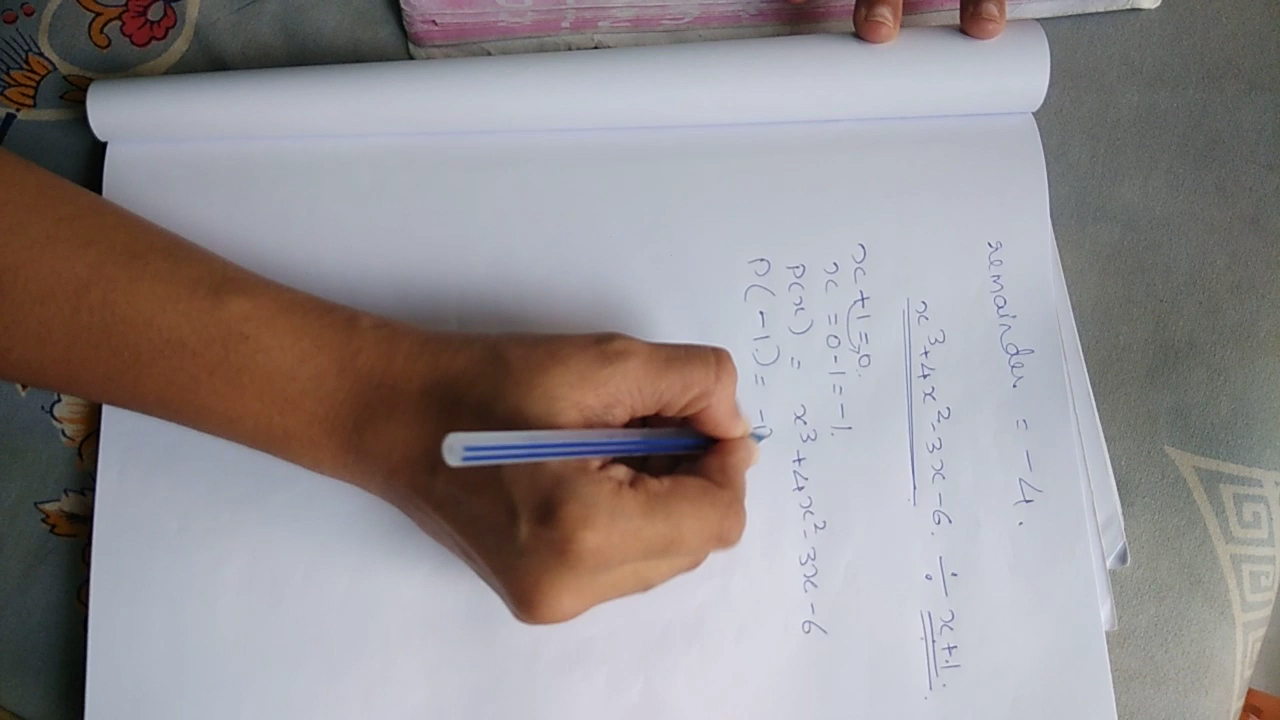 remainder = -4.
x³+4x²-3x-6. ÷ x+1.
x+1=0.
x = 0-1 = -1.
P(x) = x³+4x²-3x-6
P(-1) = -1